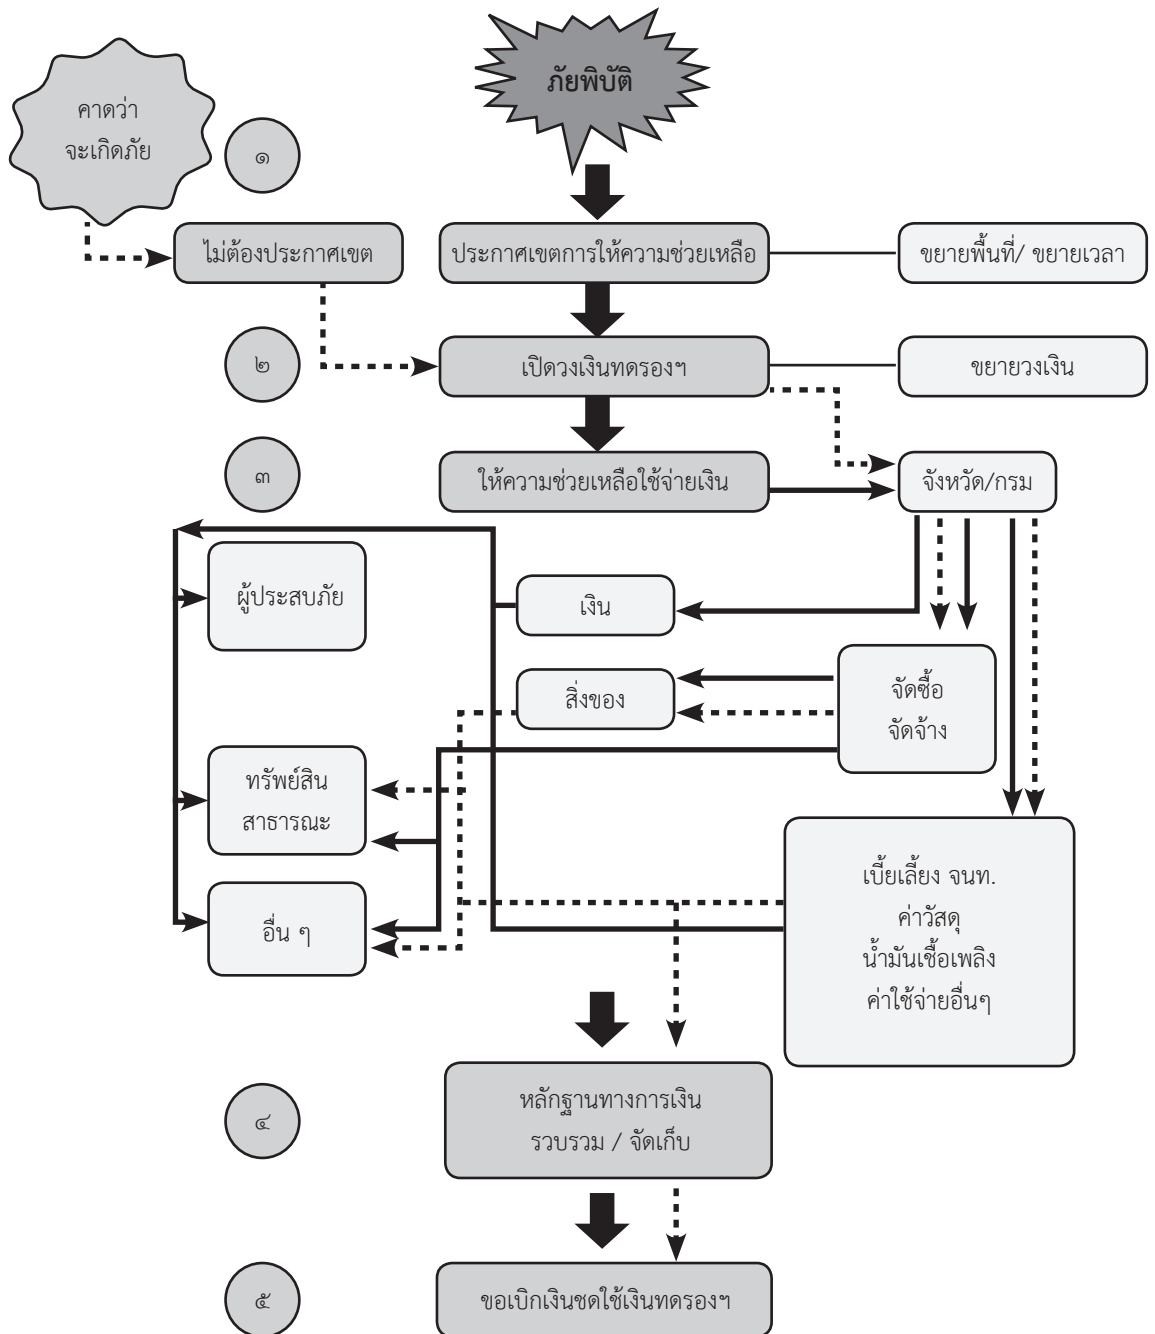 ภัยพิบัติ
คาดว่า
จะเกิดภัย
๑
ไม่ต้องประกาศเขต
ประกาศเขตการให้ความช่วยเหลือ
ขยายพื้นที่/ ขยายเวลา
๒
เปิดวงเงินทดรองฯ
ขยายวงเงิน
๓
ให้ความช่วยเหลือใช้จ่ายเงิน
จังหวัด/กรม
ผู้ประสบภัย
เงิน
สิ่งของ
จัดซื้อ
จัดจ้าง
ทรัพย์สิน
สาธารณะ
อื่น ๆ
เบี้ยเลี้ยง จนท.
ค่าวัสดุ
น้ำมันเชื้อเพลิง
ค่าใช้จ่ายอื่นๆ
๔
หลักฐานทางการเงิน
รวบรวม / จัดเก็บ
๕
ขอเบิกเงินชดใช้เงินทดรองฯ